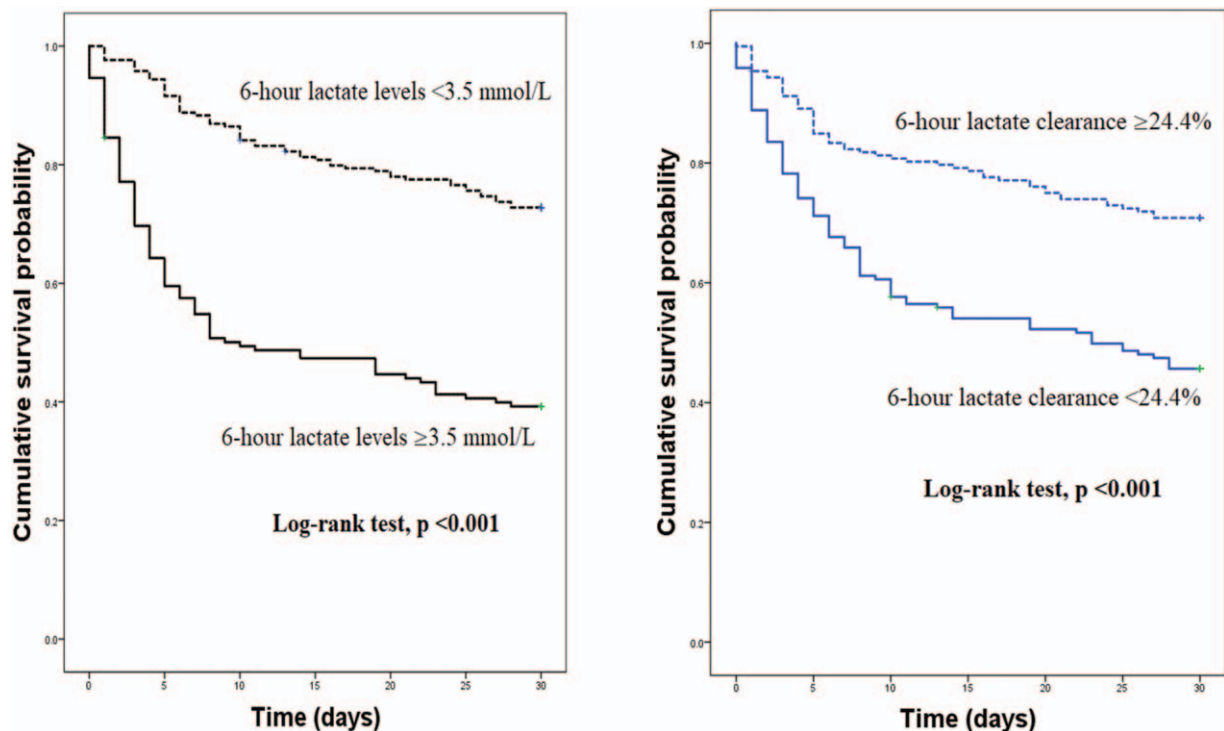 Cumulative survival probability
1.0
0.8
0.6
0.4
0.2
0.0
6-hour lactate levels <3.5 mmol/L
6-hour lactate levels ≥3.5 mmol/L
Log-rank test, p <0.001
0 5 10 15 20 25 30
Time (days)
Cumulative survival probability
1.0
0.8
0.6
0.4
0.2
0.0
6-hour lactate clearance ≥24.4%
6-hour lactate clearance <24.4%
Log-rank test, p <0.001
0 5 10 15 20 25 30
Time (days)